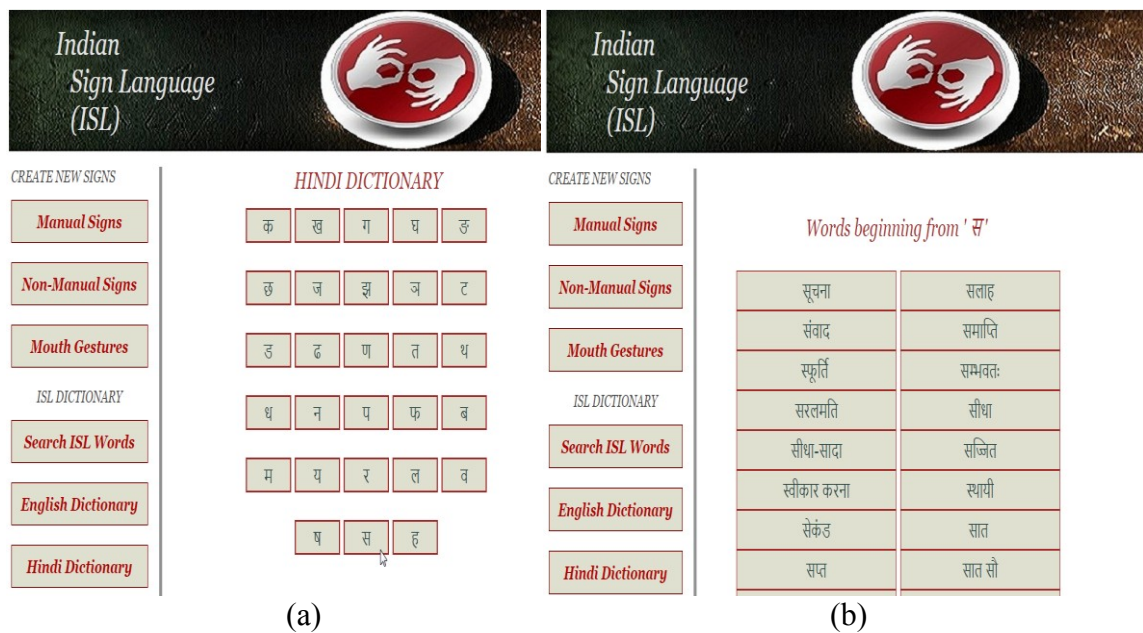 Indian
Sign Language
(ISL)
CREATE NEW SIGNS
Manual Signs
Non-Manual Signs
Mouth Gestures
ISL DICTIONARY
Search ISL Words
English Dictionary
Hindi Dictionary
HINDI DICTIONARY
क ख ग घ ङ
छ ज झ ञ ट
ड ढ ण त थ
ध न प फ ब
म य र ल व
ष स ह
(a)
Indian
Sign Language
(ISL)
CREATE NEW SIGNS
Manual Signs
Non-Manual Signs
Mouth Gestures
ISL DICTIONARY
Search ISL Words
English Dictionary
Hindi Dictionary
Words beginning from ' स'
सूचना सलाह
संवाद समाप्ति
स्फूर्ति सम्भवतः
सरलमति सीधा
सीधा-सादा सज्जित
स्वीकार करना स्थायी
सेकंड सात
सप्त सात सौ
(b)